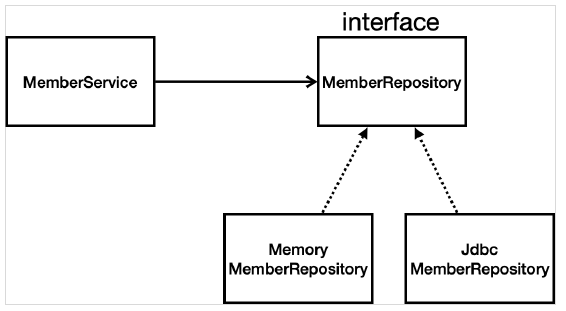 interface
MemberService
MemberRepository
Memory
MemberRepository
Jdbc
MemberRepository